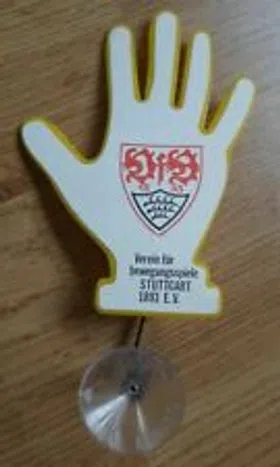 VfB
Verein für
bewegungsspiele
STUTTGART
1893 E.V.